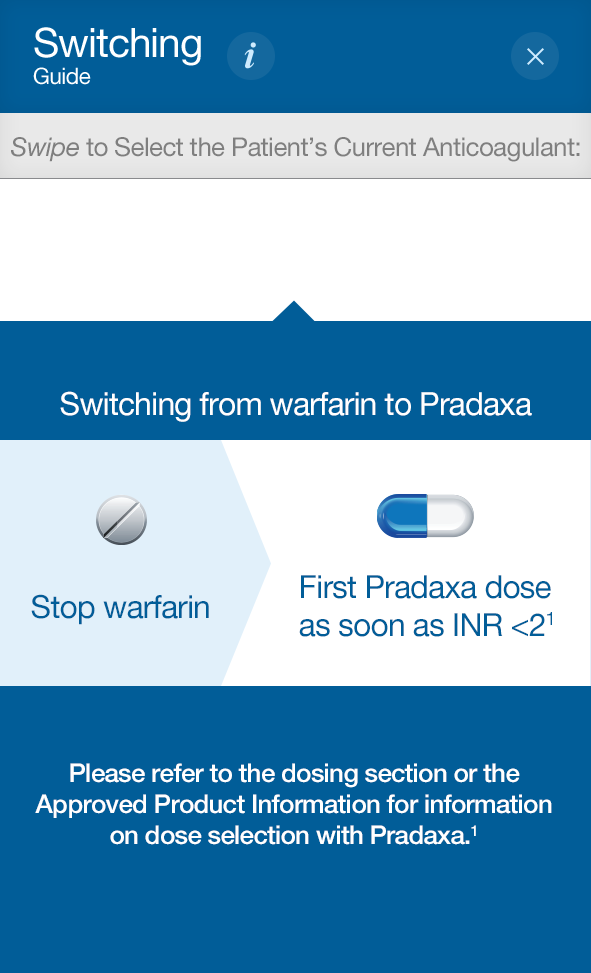 Switching
Guide
i
Swipe to Select the Patient's Current Anticoagulant:
Switching from warfarin to Pradaxa
Stop warfarin
First Pradaxa dose
as soon as INR <2¹
Please refer to the dosing section or the
Approved Product Information for information
on dose selection with Pradaxa.¹